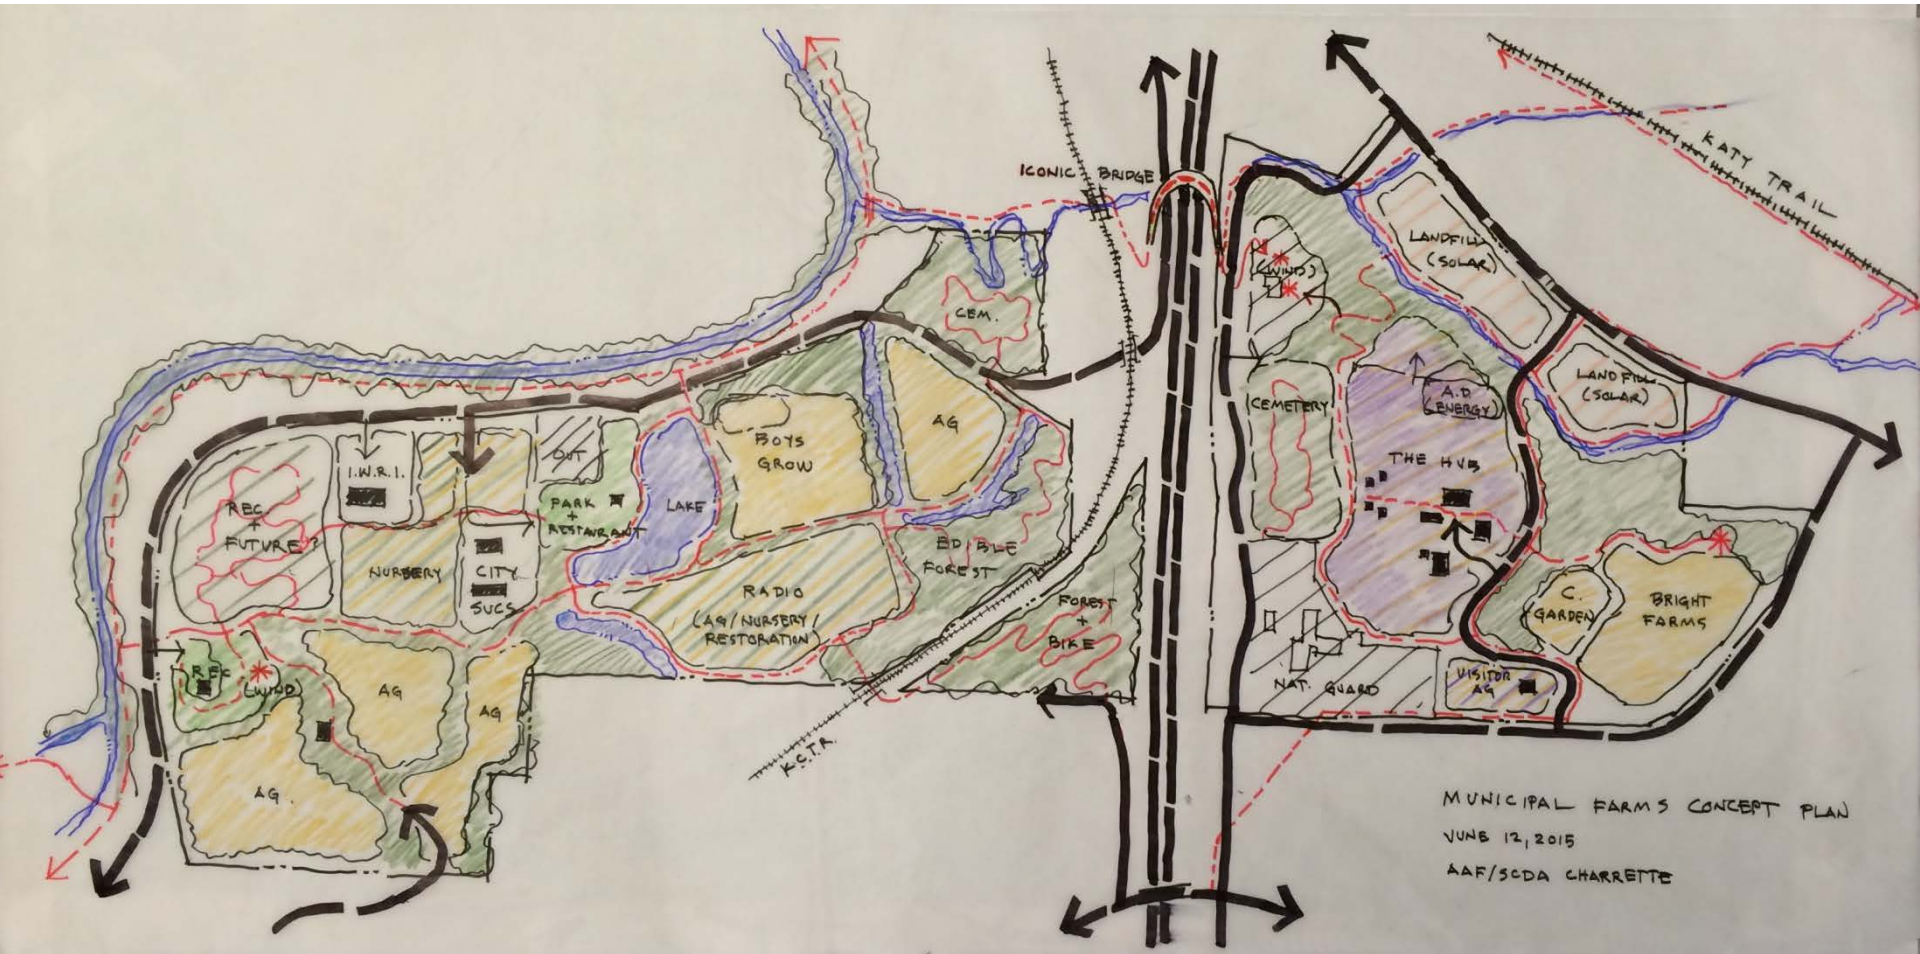 ICONIC BRIDGE
KATY TRAIL
LANDFILL
(SOLAR)
(WIND)
CEM.
LANDFILL
(SOLAR)
A.D.
ENERGY
CEMETERY
AG
BOYS
GROW
THE HUB
OUT
I.W.R.I.
PARK
+
RESTAURANT
LAKE
REC.
+
FUTURE?
EDIBLE
FOREST
NURSERY
CITY
SVCS
RADIO
(AG/NURSERY/
RESTORATION)
FOREST
+
BIKE
C.
GARDEN
BRIGHT
FARMS
REC
(WIND)
AG
AG
VISITOR
AG
NAT. GUARD
K.C.T.R.
AG.
MUNICIPAL FARMS CONCEPT PLAN
JUNE 12, 2015
AAF/SCDA CHARRETTE